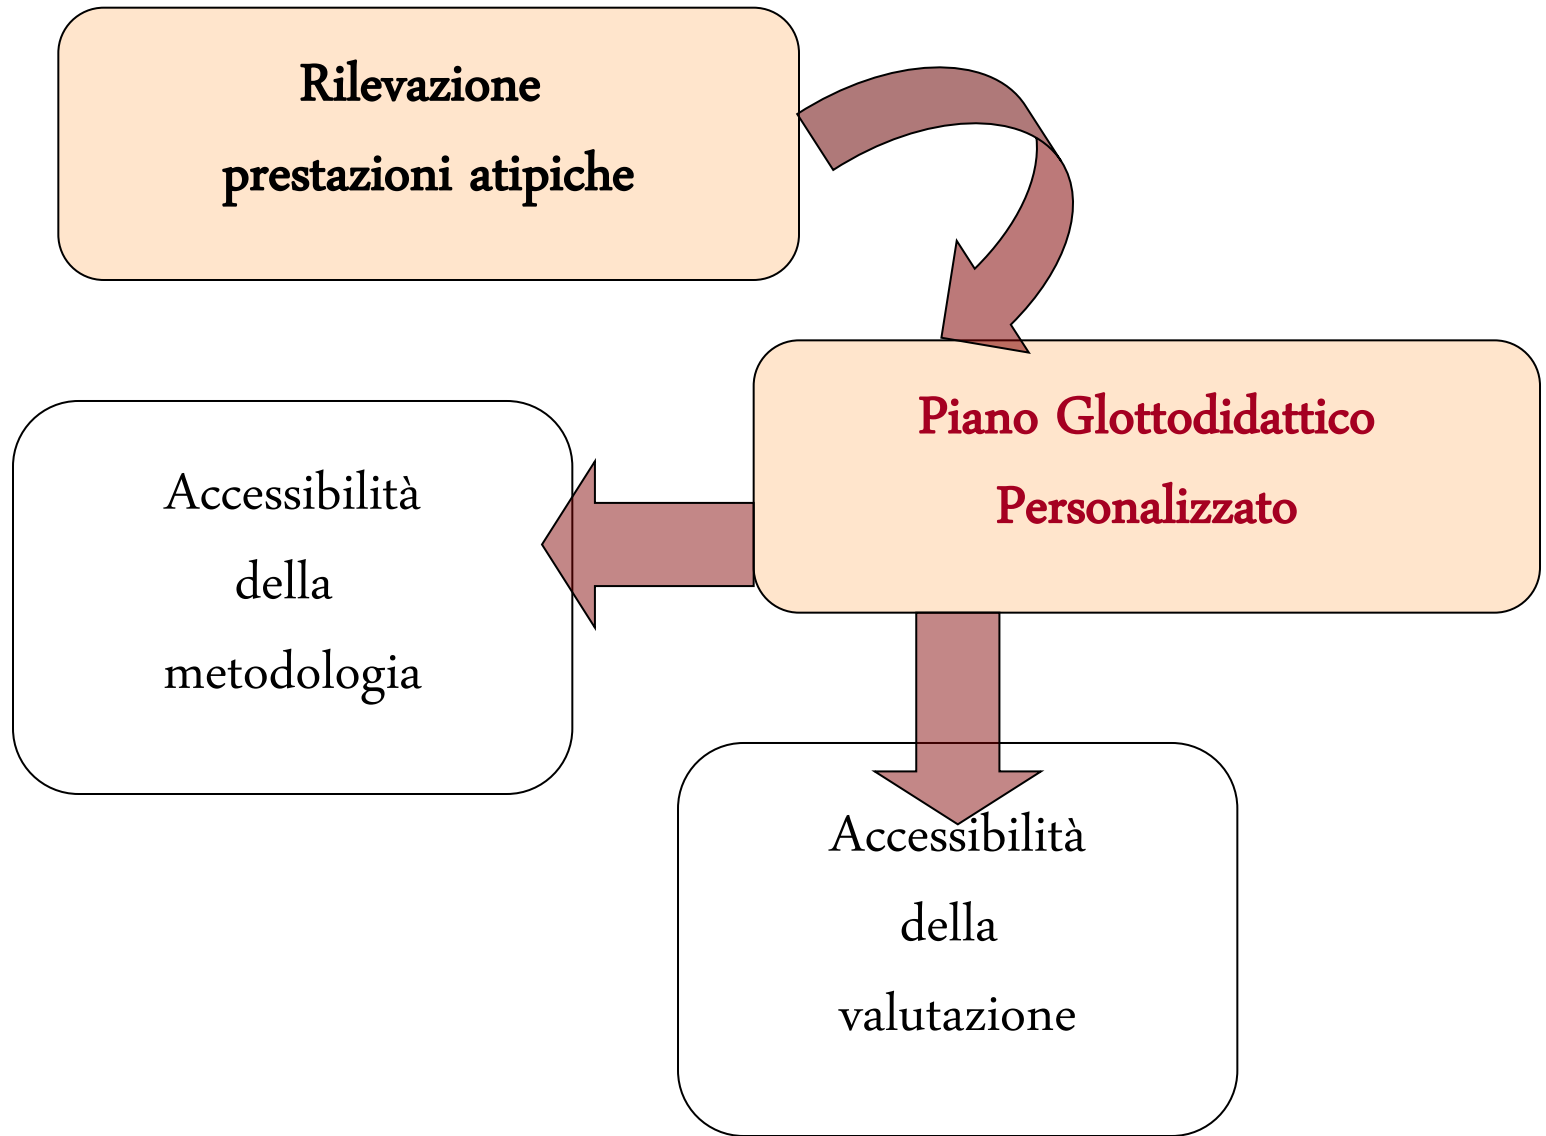 Rilevazione
prestazioni atipiche
Piano Glottodidattico
Personalizzato
Accessibilità
della
metodologia
Accessibilità
della
valutazione